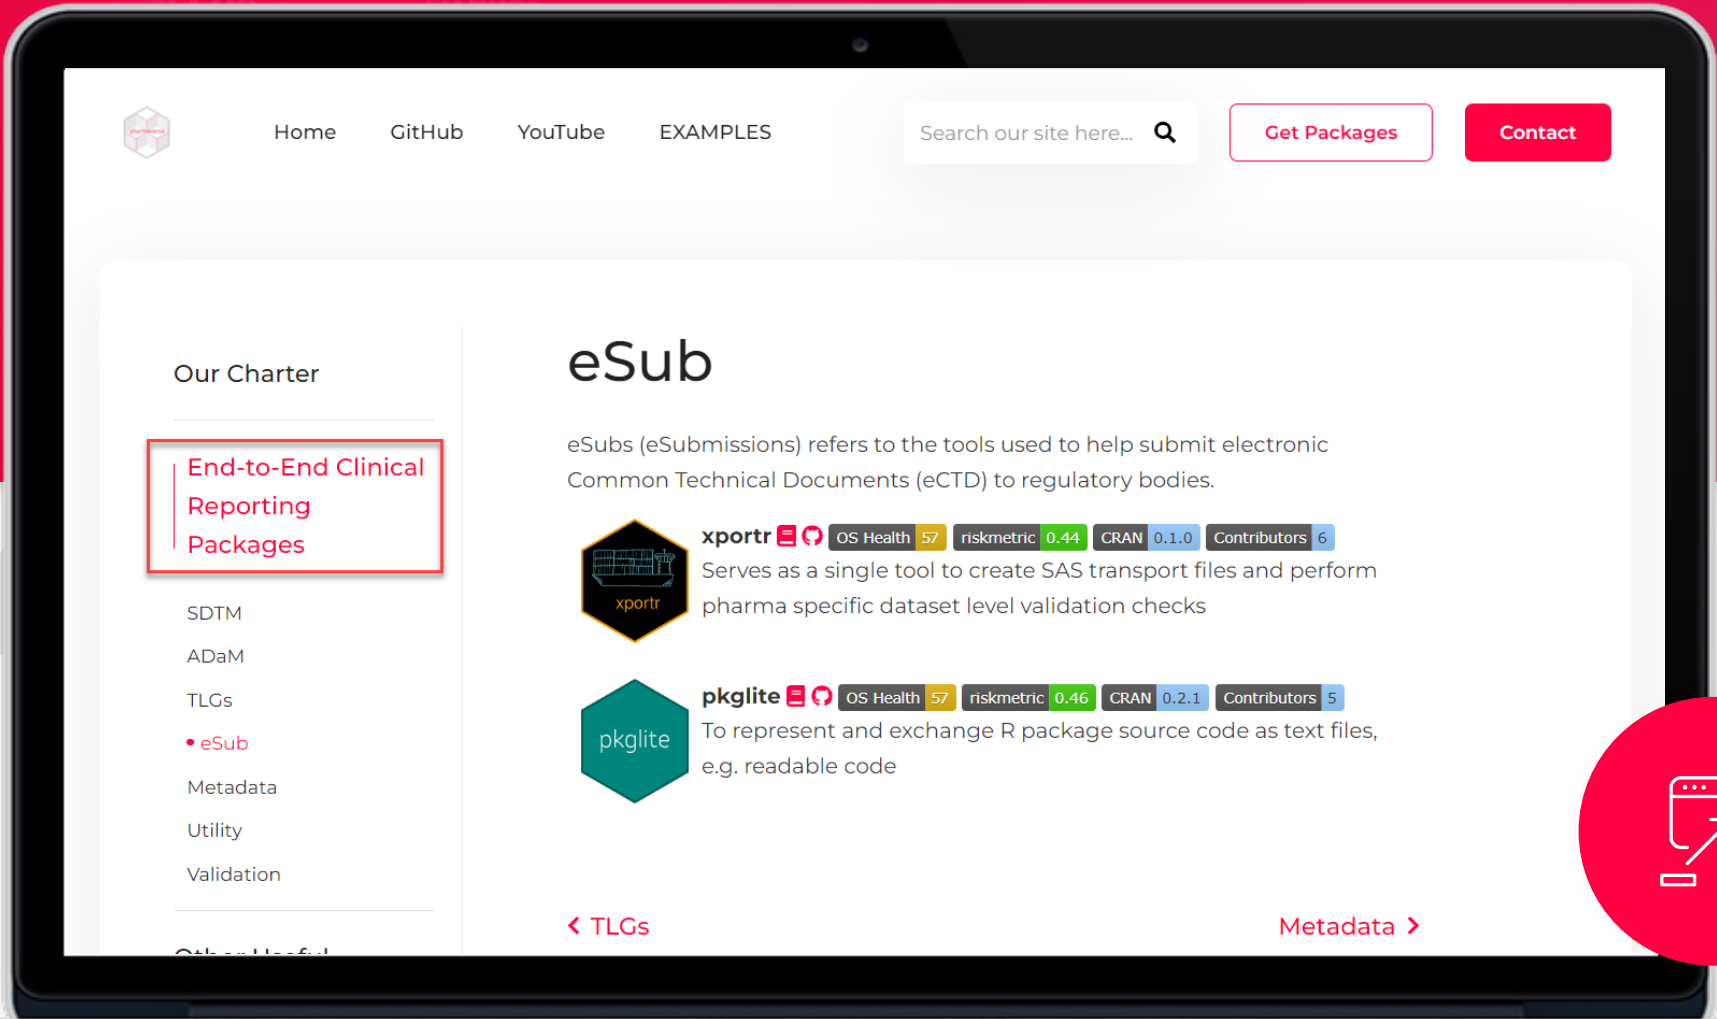 pharmaverse
Home GitHub YouTube EXAMPLES Search our site here... Get Packages Contact
Our Charter
End-to-End Clinical
Reporting
Packages
SDTM
ADaM
TLGs
eSub
Metadata
Utility
Validation
Other Useful
eSub
eSubs (eSubmissions) refers to the tools used to help submit electronic
Common Technical Documents (eCTD) to regulatory bodies.
xportr
xportr OS Health 57 riskmetric 0.44 CRAN 0.1.0 Contributors 6
Serves as a single tool to create SAS transport files and perform
pharma specific dataset level validation checks
pkglite
pkglite OS Health 57 riskmetric 0.46 CRAN 0.2.1 Contributors 5
To represent and exchange R package source code as text files,
e.g. readable code
TLGs Metadata